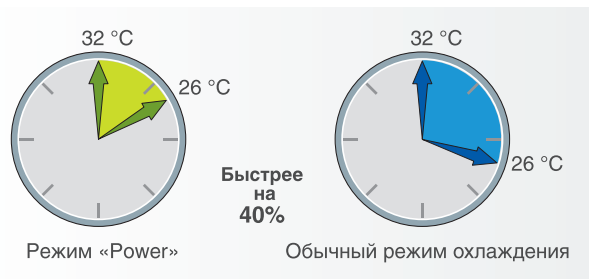 32 °C
26 °C
Режим «Power»
Быстрее
на
40%
32 °C
26 °C
Обычный режим охлаждения